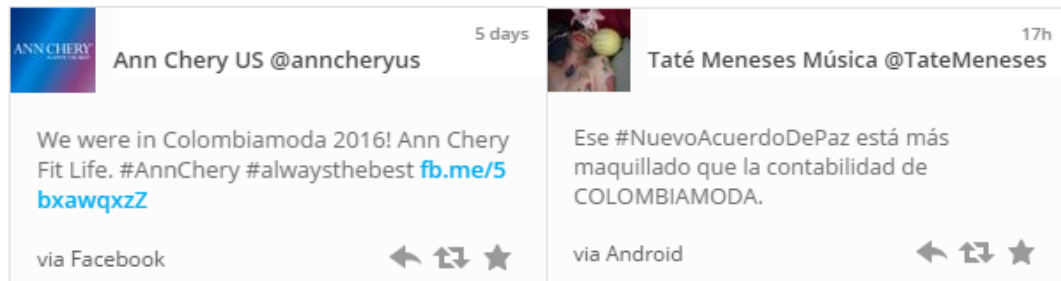 ANN CHERY
5 days
Ann Chery US @anncheryus
We were in Colombiamoda 2016! Ann Chery
Fit Life. #AnnChery #alwaysthebest fb.me/5
bxawqxzZ
via Facebook
17h
Taté Meneses Música @TateMeneses
Ese #NuevoAcuerdoDePaz está más
maquillado que la contabilidad de
COLOMBIAMODA.
via Android